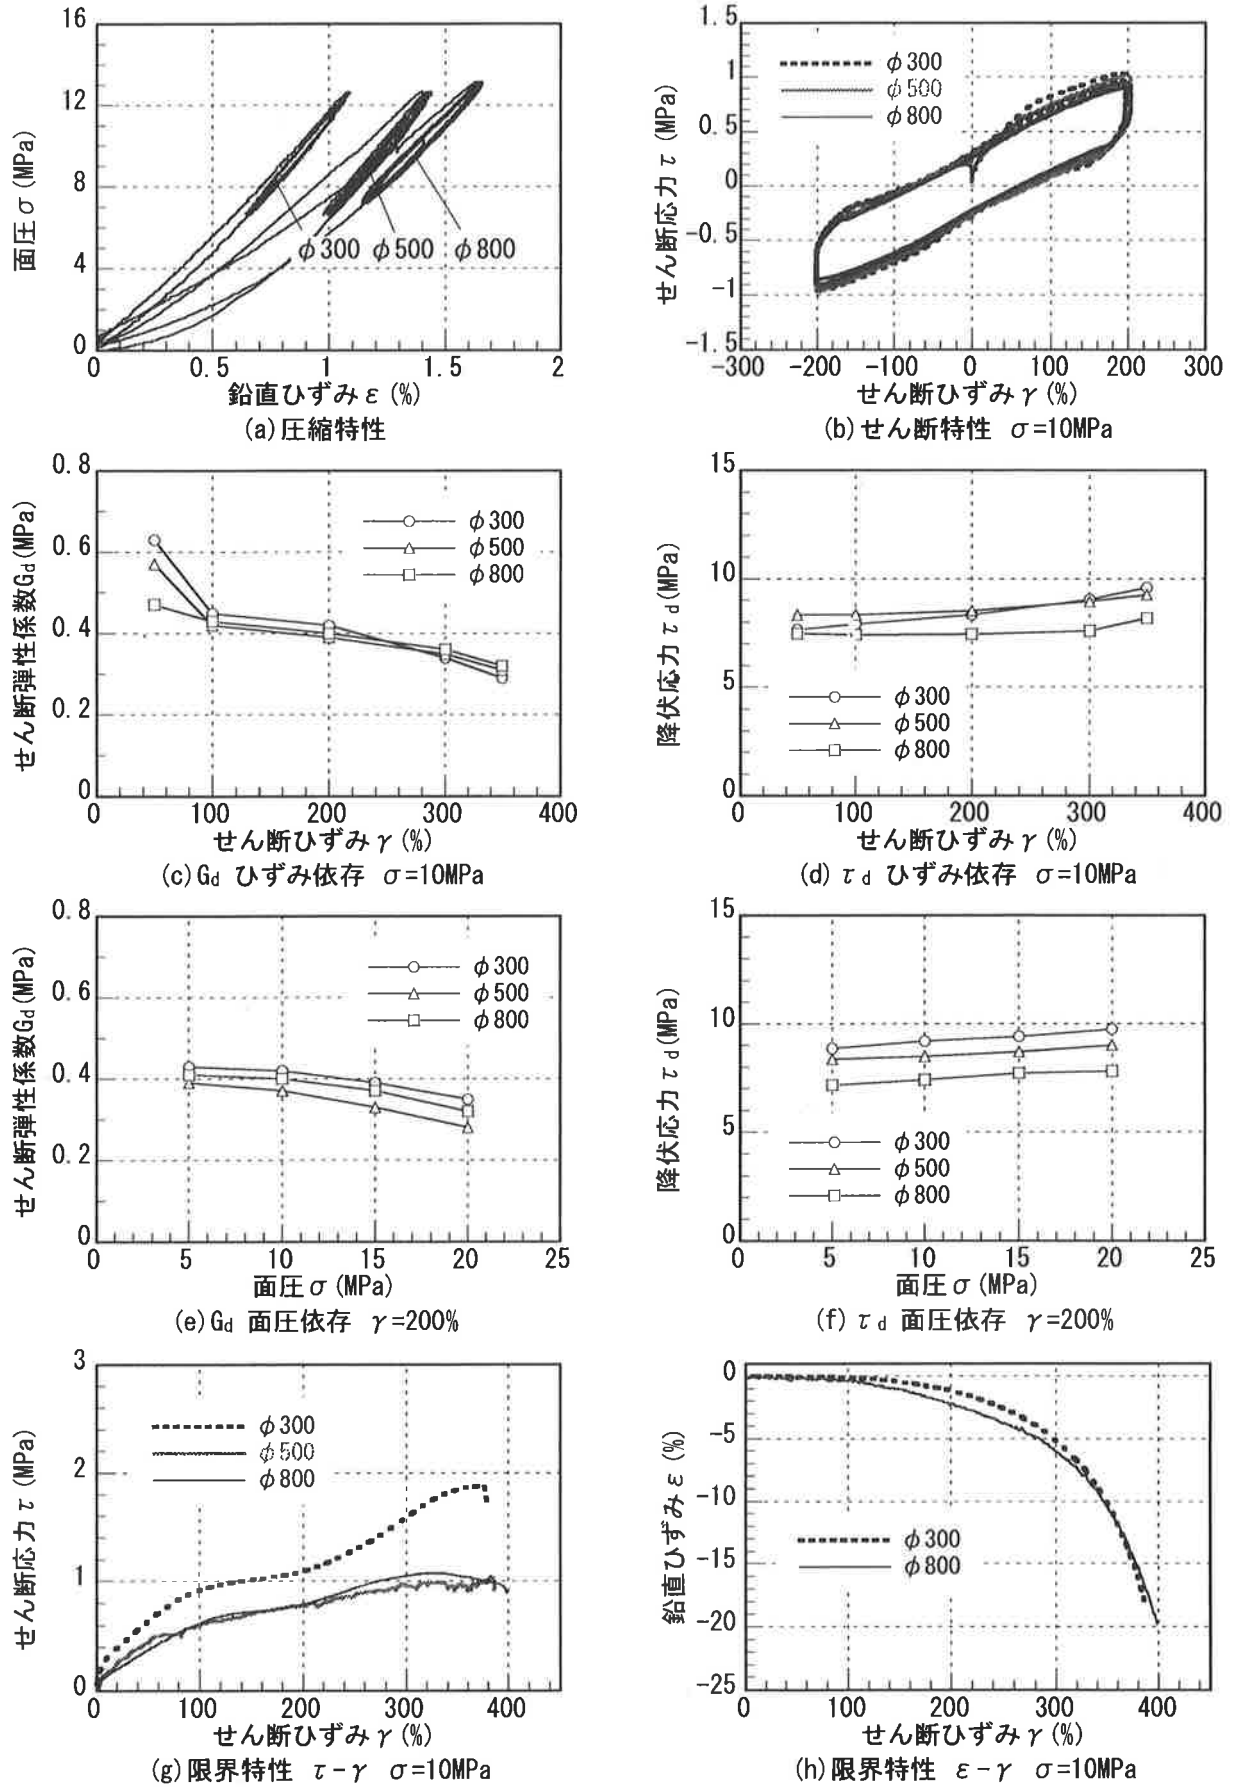 16
12
8
4
0
面圧σ(MPa)
φ300 φ500 φ800
0 0.5 1 1.5 2
鉛直ひずみε(%)
(a)圧縮特性
1.5
1
0.5
0
-0.5
-1
-1.5
せん断応力τ(MPa)
φ300
φ500
φ800
-300 -200 -100 0 100 200 300
せん断ひずみγ(%)
(b)せん断特性 σ=10MPa
0.8
0.6
0.4
0.2
0
せん断弾性係数Gd(MPa)
φ300
φ500
φ800
0 100 200 300 400
せん断ひずみγ(%)
(c)Gd ひずみ依存 σ=10MPa
15
10
5
0
降伏応力τd(MPa)
φ300
φ500
φ800
0 100 200 300 400
せん断ひずみγ(%)
(d)τd ひずみ依存 σ=10MPa
0.8
0.6
0.4
0.2
0
せん断弾性係数Gd(MPa)
φ300
φ500
φ800
0 5 10 15 20 25
面圧σ(MPa)
(e)Gd 面圧依存 γ=200%
15
10
5
0
降伏応力τd(MPa)
φ300
φ500
φ800
0 5 10 15 20 25
面圧σ(MPa)
(f)τd 面圧依存 γ=200%
3
2
1
0
せん断応力τ(MPa)
φ300
φ500
φ800
0 100 200 300 400
せん断ひずみγ(%)
(g)限界特性 τ-γ σ=10MPa
0
-5
-10
-15
-20
-25
鉛直ひずみε(%)
φ300
φ800
0 100 200 300 400
せん断ひずみγ(%)
(h)限界特性 ε-γ σ=10MPa